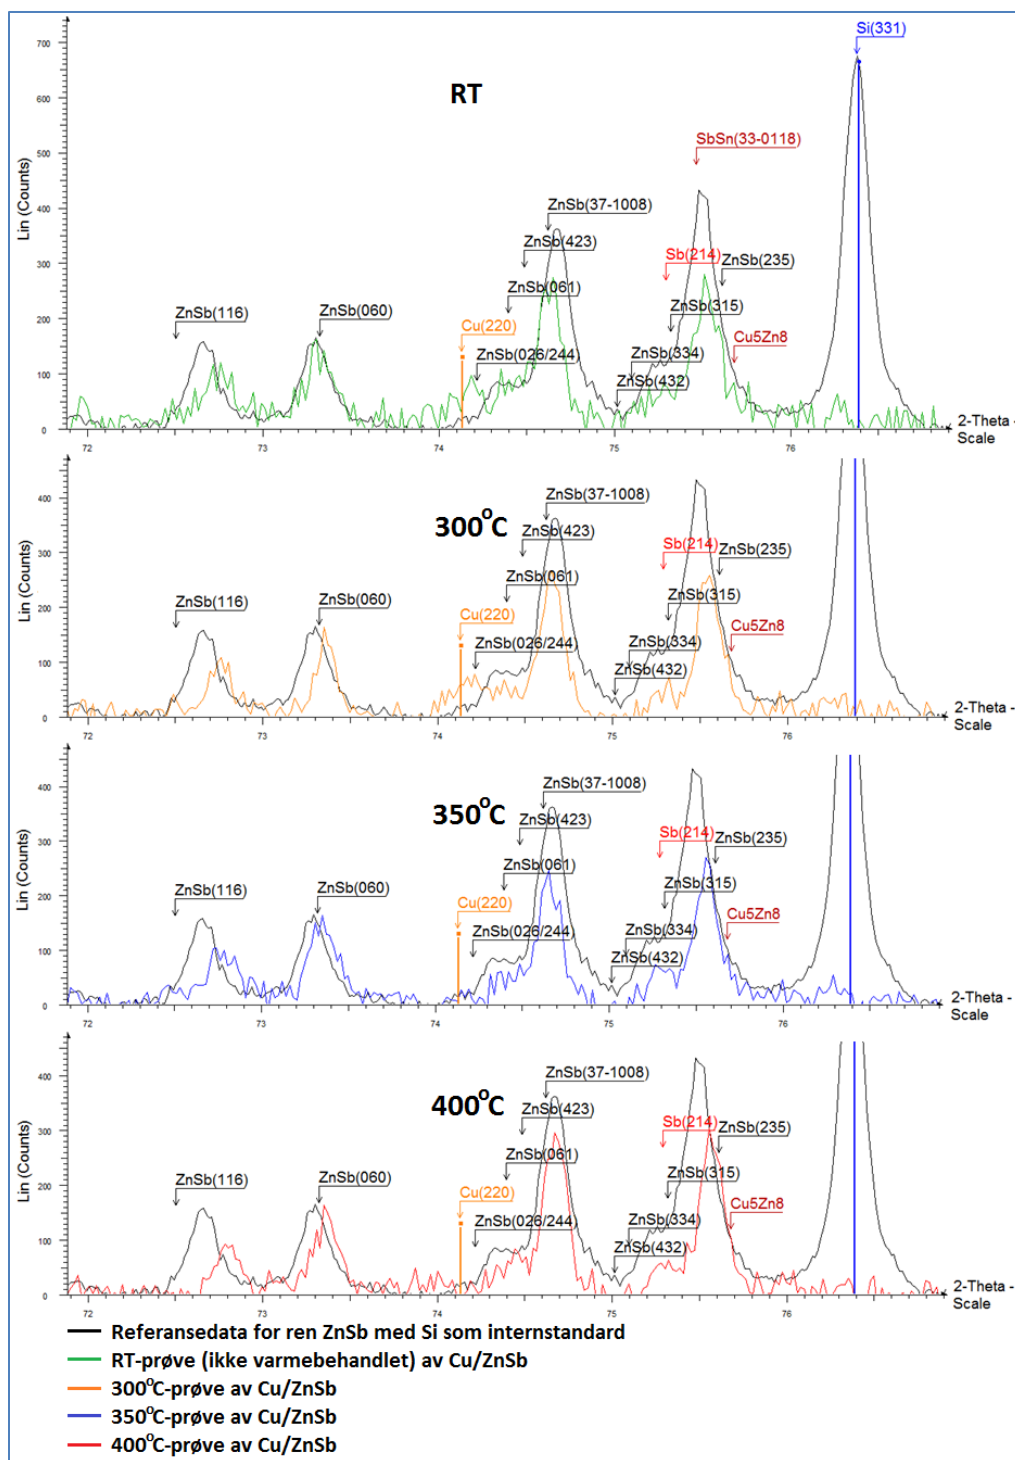 Si(331)
RT
SbSn(33-0118)
ZnSb(37-1008)
ZnSb(423)
Sb(214)
ZnSb(235)
ZnSb(061)
ZnSb(116)
ZnSb(060)
ZnSb(315)
Cu(220)
Cu5Zn8
ZnSb(026/244)
ZnSb(334)
ZnSb(432)
Lin (Counts)
700
600
500
400
300
200
100
0
72 73 74 75 76
2-Theta -
Scale
300°C
ZnSb(37-1008)
ZnSb(423)
Sb(214)
ZnSb(235)
ZnSb(061)
ZnSb(116)
ZnSb(060)
ZnSb(315)
Cu(220)
Cu5Zn8
ZnSb(026/244)
ZnSb(334)
ZnSb(432)
Lin (Counts)
400
300
200
100
0
72 73 74 75 76
2-Theta -
Scale
350°C
ZnSb(37-1008)
ZnSb(423)
Sb(214)
ZnSb(235)
ZnSb(061)
ZnSb(116)
ZnSb(060)
ZnSb(315)
Cu(220)
Cu5Zn8
ZnSb(026/244)
ZnSb(334)
ZnSb(432)
Lin (Counts)
400
300
200
100
0
72 73 74 75 76
2-Theta -
Scale
400°C
ZnSb(37-1008)
ZnSb(423)
Sb(214)
ZnSb(235)
ZnSb(061)
ZnSb(116)
ZnSb(060)
ZnSb(315)
Cu(220)
Cu5Zn8
ZnSb(026/244)
ZnSb(334)
ZnSb(432)
Lin (Counts)
400
300
200
100
0
72 73 74 75 76
2-Theta -
Scale
Referansedata for ren ZnSb med Si som internstandard
RT-prøve (ikke varmebehandlet) av Cu/ZnSb
300°C-prøve av Cu/ZnSb
350°C-prøve av Cu/ZnSb
400°C-prøve av Cu/ZnSb